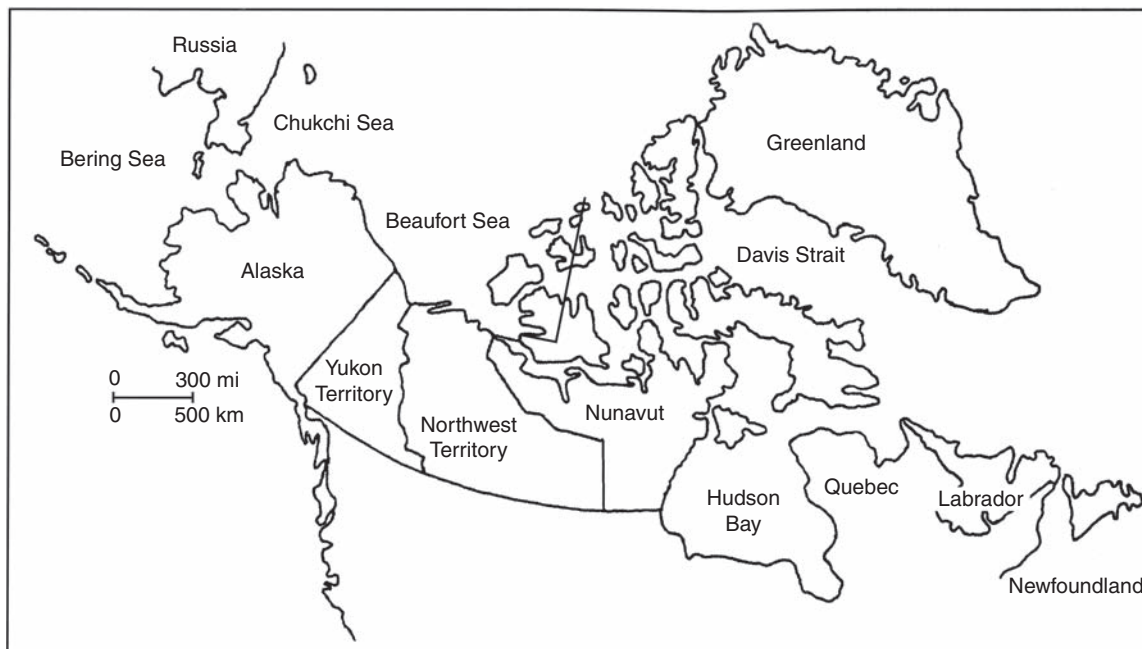 Russia
Chukchi Sea
Bering Sea
Greenland
Beaufort Sea
Davis Strait
Alaska
0 300 mi
0 500 km
Yukon
Territory
Northwest
Territory
Nunavut
Hudson
Bay
Quebec
Labrador
Newfoundland